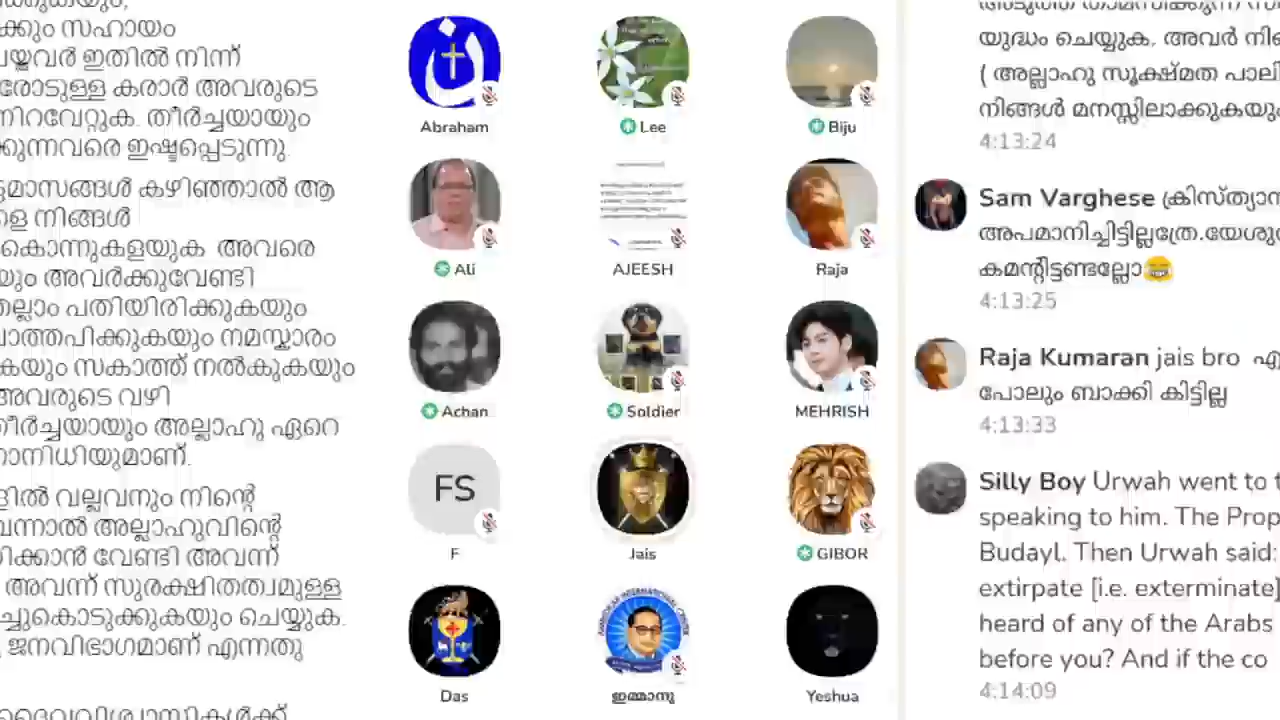 ക്കും സഹായം
യ്തവർ ഇതിൽ നിന്ന്
രോടുള്ള കരാർ അവരുടെ
നിറവേറ്റുക. തീർച്ചയായും
ക്കുന്നവരെ ഇഷ്ടപ്പെടുന്നു.
മാസങ്ങൾ കഴിഞ്ഞാൽ ആ
ളെ നിങ്ങൾ
കൊന്നുകളയുക അവരെ
യും അവർക്കുവേണ്ടി
തല്ലാം പതിയിരിക്കുകയും
ചാത്തപിക്കുകയും നമസ്കാരം
കയും സകാത്ത് നൽകുകയും
അവരുടെ വഴി
തീർച്ചയായും അല്ലാഹു ഏറെ
നാനിധിയുമാണ്.
ളിൽ വല്ലവനും നിന്റെ
വന്നാൽ അല്ലാഹുവിന്റെ
ിക്കാൻ വേണ്ടി അവന്ന്
അവന്ന് സുരക്ഷിതത്വമുള്ള
ച്ചുകൊടുക്കുകയും ചെയ്യുക.
ജനവിഭാഗമാണ് എന്നതു
Abraham
Lee
Biju
Ali
AJEESH
Raja
Achan
Soldier
MEHRISH
FS
F
Jais
GIBOR
Das
ഇമ്മാനു
Yeshua
അടുത്ത താമസിക്കുന്ന
യുദ്ധം ചെയ്യുക. അവർ നി
( അല്ലാഹു സൂക്ഷ്മത പാലി
നിങ്ങൾ മനസ്സിലാക്കുകയും
4:13:24
Sam Varghese ക്രിസ്ത്യാ
അപമാനിച്ചിട്ടില്ലത്രേ.യേശു
കമന്റിട്ടണ്ടല്ലോ😂
4:13:25
Raja Kumaran jais bro എ
പോലും ബാക്കി കിട്ടില്ല
4:13:33
Silly Boy Urwah went to t
speaking to him. The Prop
Budayl. Then Urwah said:
extirpate [i.e. exterminate]
heard of any of the Arabs
before you? And if the co
4:14:09